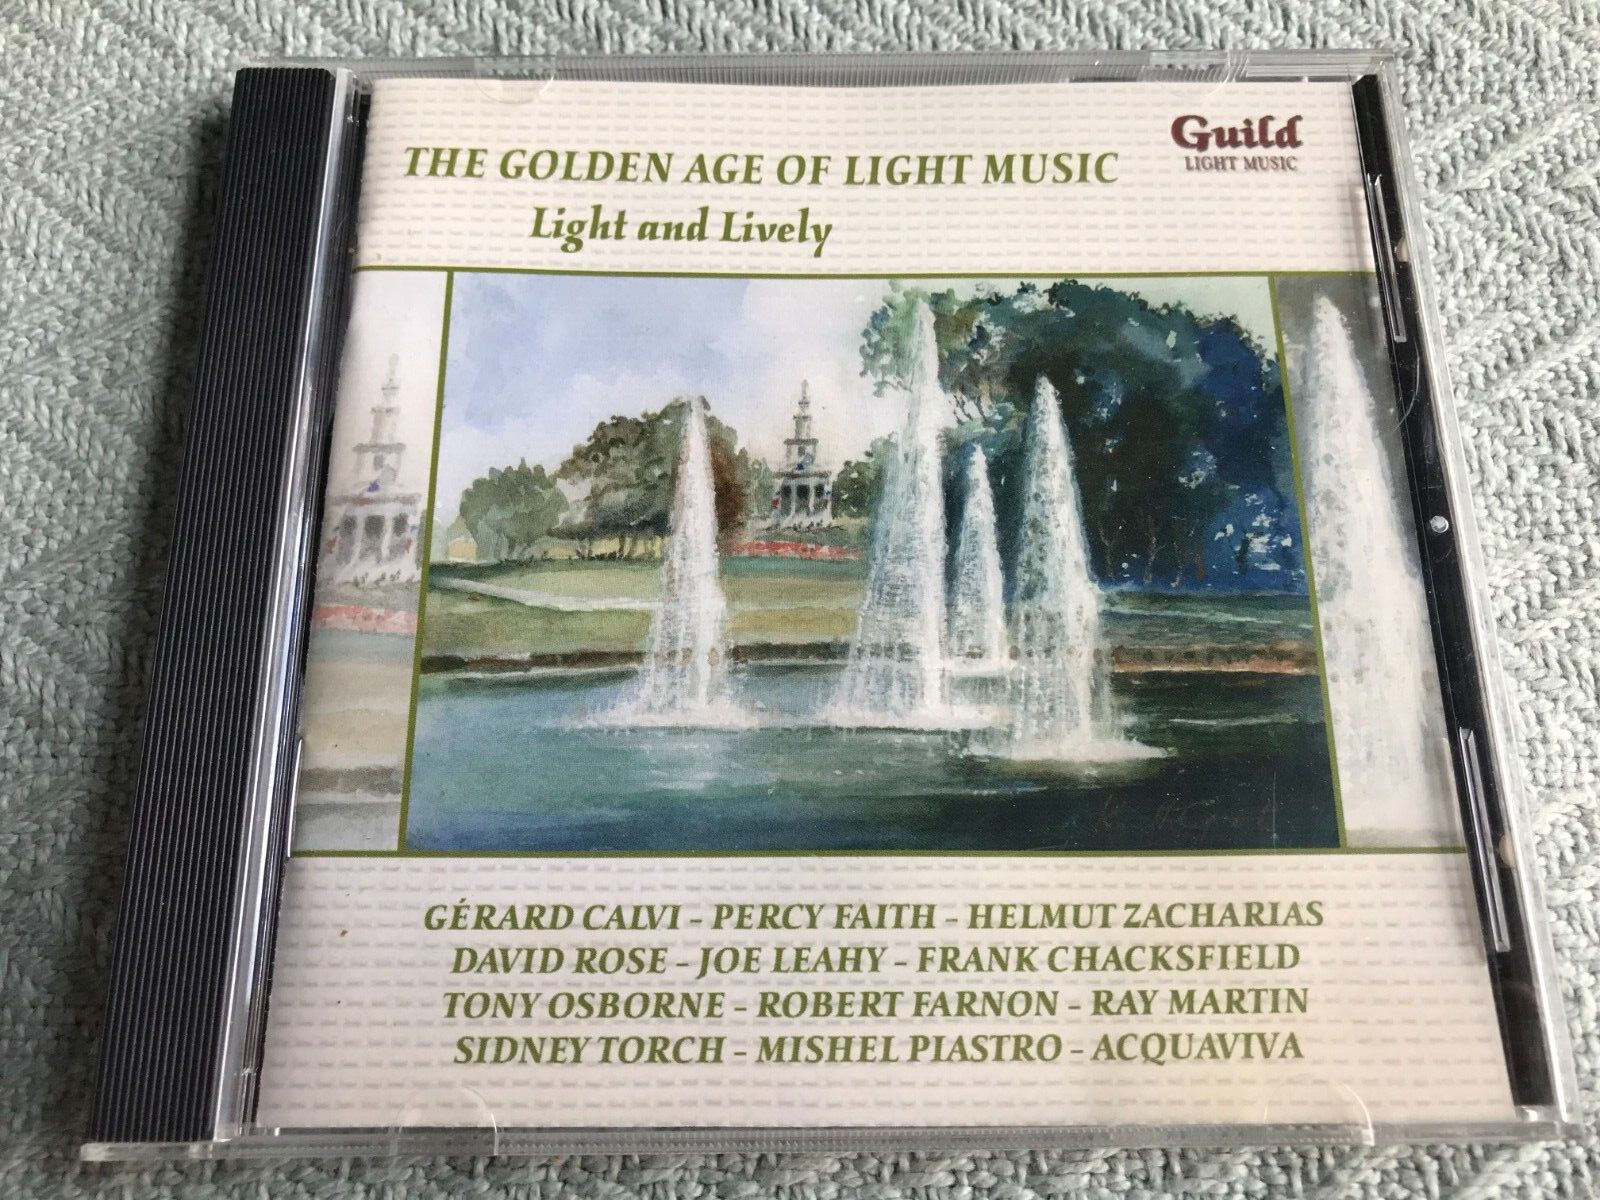 Guild
LIGHT MUSIC
THE GOLDEN AGE OF LIGHT MUSIC
Light and Lively
GÉRARD CALVI – PERCY FAITH – HELMUT ZACHARIAS
DAVID ROSE – JOE LEAHY – FRANK CHACKSFIELD
TONY OSBORNE – ROBERT FARNON – RAY MARTIN
SIDNEY TORCH – MISHEL PIASTRO – ACQUAVIVA